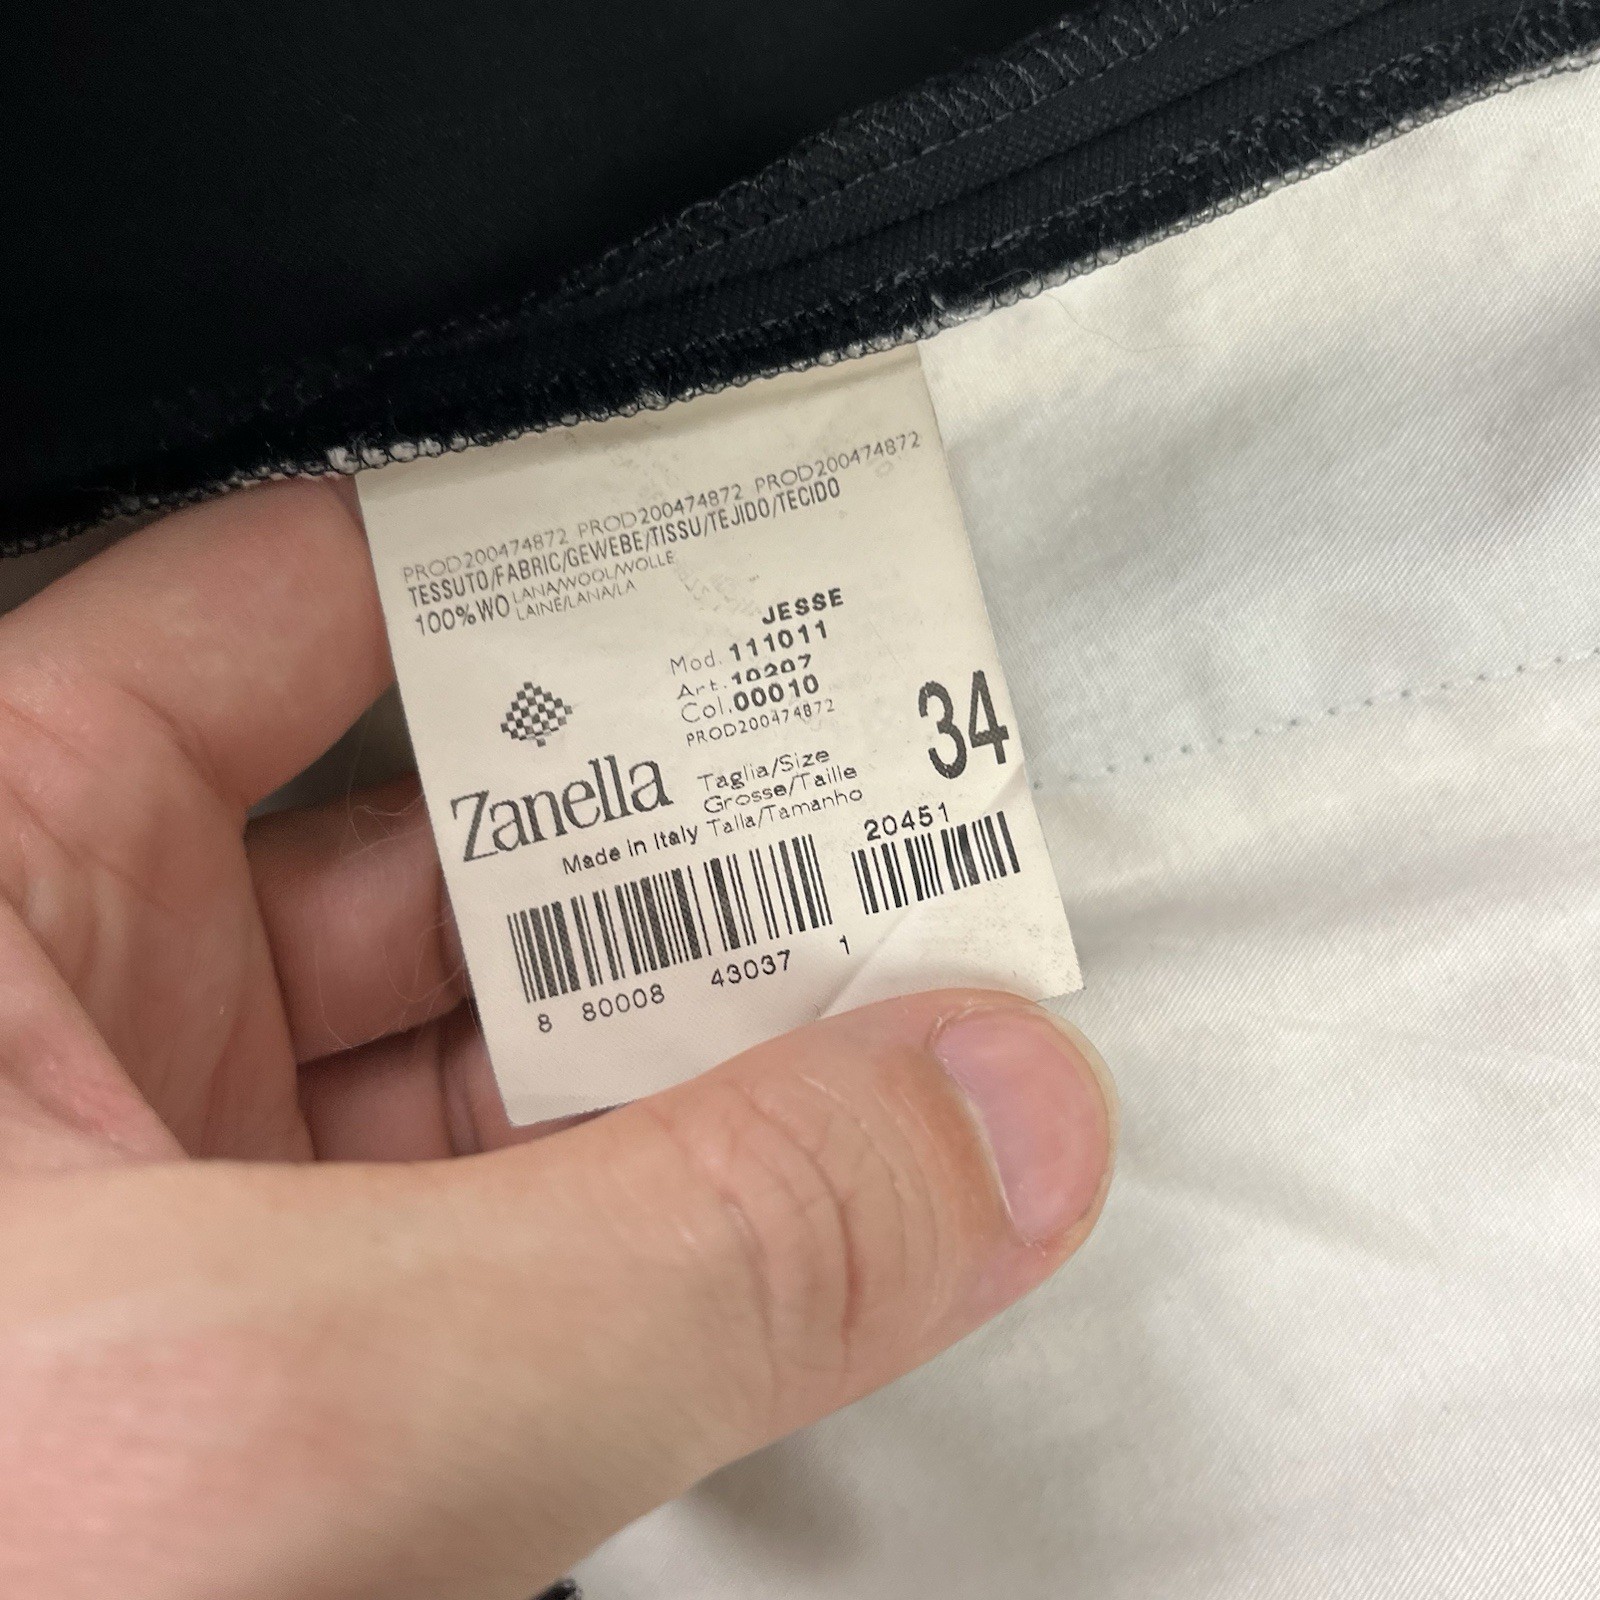 PROD200474872 PROD200474872 PROD200474872
TESSUTO/FABRIC/GEWEBE/TISSU/TEJIDO/TECIDO
100%WO LANA/WOOL/WOLLE
LAINE/LANA/LA
JESSE
Mod. 111011
Art. 10207
Col. 00010
PROD200474872
34
Zanella
Taglia/Size
Grosse/Taille
Talla/Tamanho
Made in Italy
20451
8 80008 43037 1